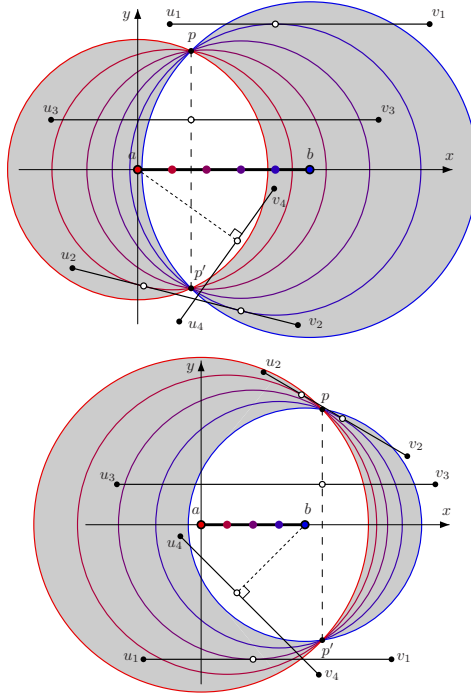 y u₁ v₁
p
u₃ v₃
a b x
v₄
u₂ p′
u₄ v₂
y u₂
p
v₂
u₃ v₃
a b x
u₄
u₁ p′ v₁
v₄